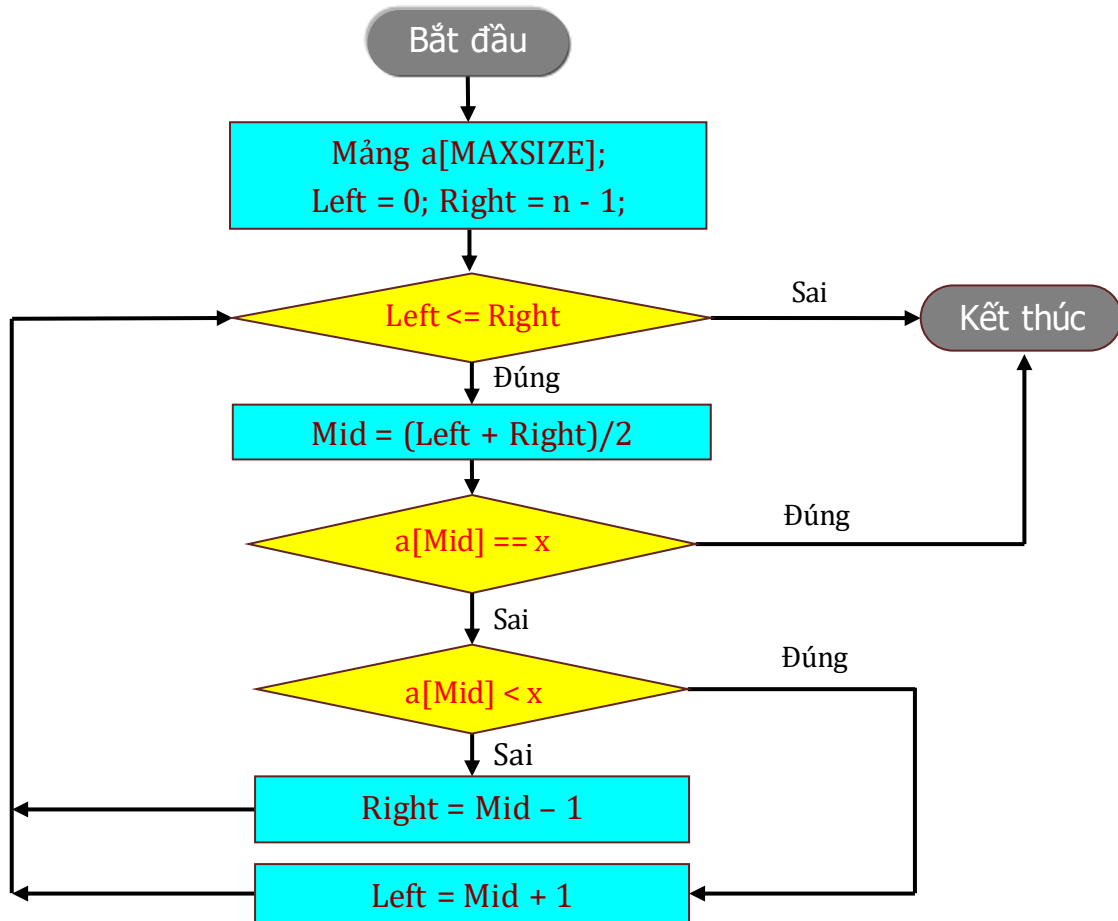 Bắt đầu
Mảng a[MAXSIZE];
Left = 0; Right = n - 1;
Left <= Right
Sai
Kết thúc
Đúng
Mid = (Left + Right)/2
a[Mid] == x
Đúng
Sai
a[Mid] < x
Đúng
Sai
Right = Mid – 1
Left = Mid + 1